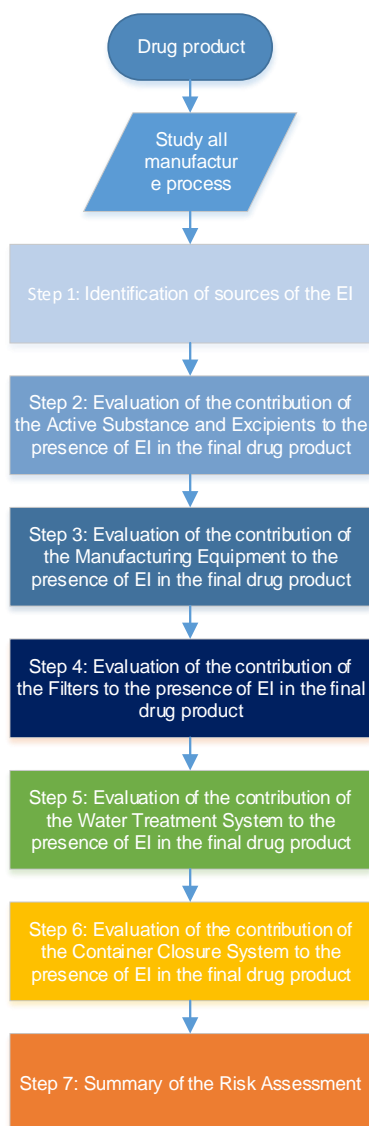 Drug product
Study all
manufactur
e process
Step 1: Identification of sources of the EI
Step 2: Evaluation of the contribution of
the Active Substance and Excipients to the
presence of EI in the final drug product
Step 3: Evaluation of the contribution of
the Manufacturing Equipment to the
presence of EI in the final drug product
Step 4: Evaluation of the contribution of
the Filters to the presence of EI in the final
drug product
Step 5: Evaluation of the contribution of
the Water Treatment System to the
presence of EI in the final drug product
Step 6: Evaluation of the contribution of
the Container Closure System to the
presence of EI in the final drug product
Step 7: Summary of the Risk Assessment